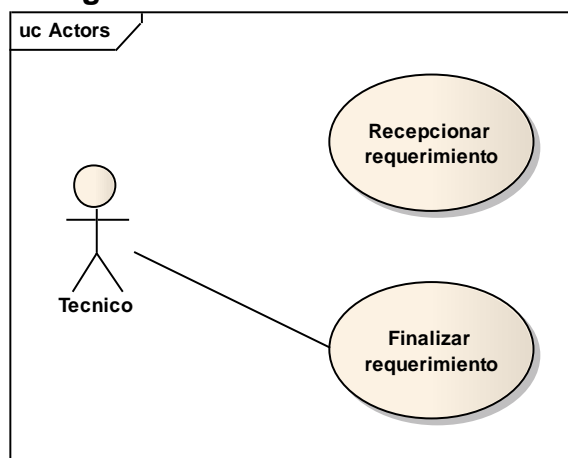 uc Actors
Recepcionar
requerimiento
Tecnico
Finalizar
requerimiento